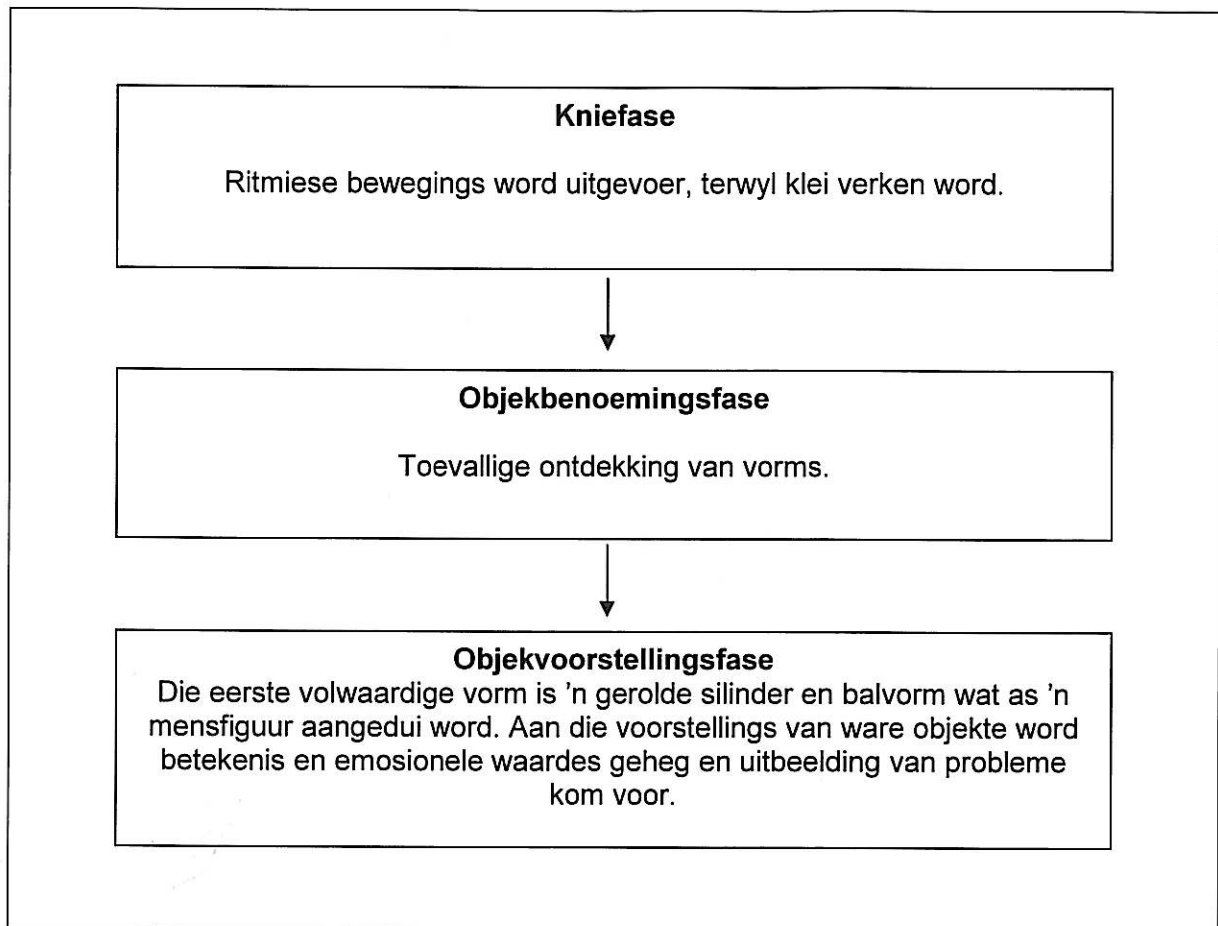 Kniefase
Ritmiese bewegings word uitgevoer, terwyl klei verken word.
Objekbenoemingsfase
Toevallige ontdekking van vorms.
Objekvoorstellingsfase
Die eerste volwaardige vorm is 'n gerolde silinder en balvorm wat as 'n
mensfiguur aangedui word. Aan die voorstellings van ware objekte word
betekenis en emosionele waardes geheg en uitbeelding van probleme
kom voor.